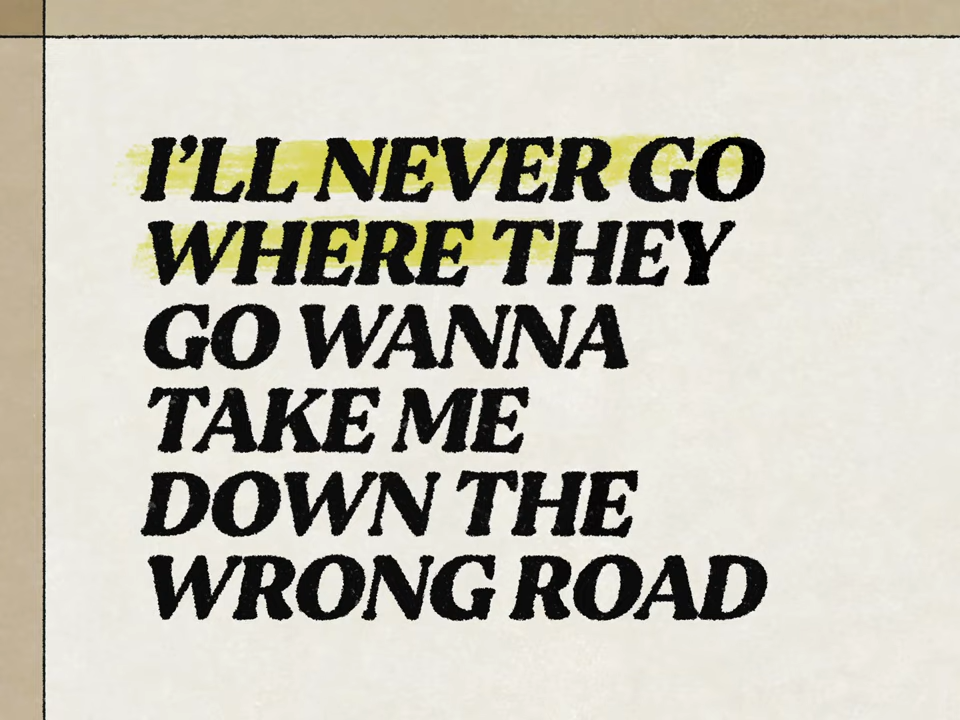 I'LL NEVER GO
WHERE THEY
GO WANNA
TAKE ME
DOWN THE
WRONG ROAD